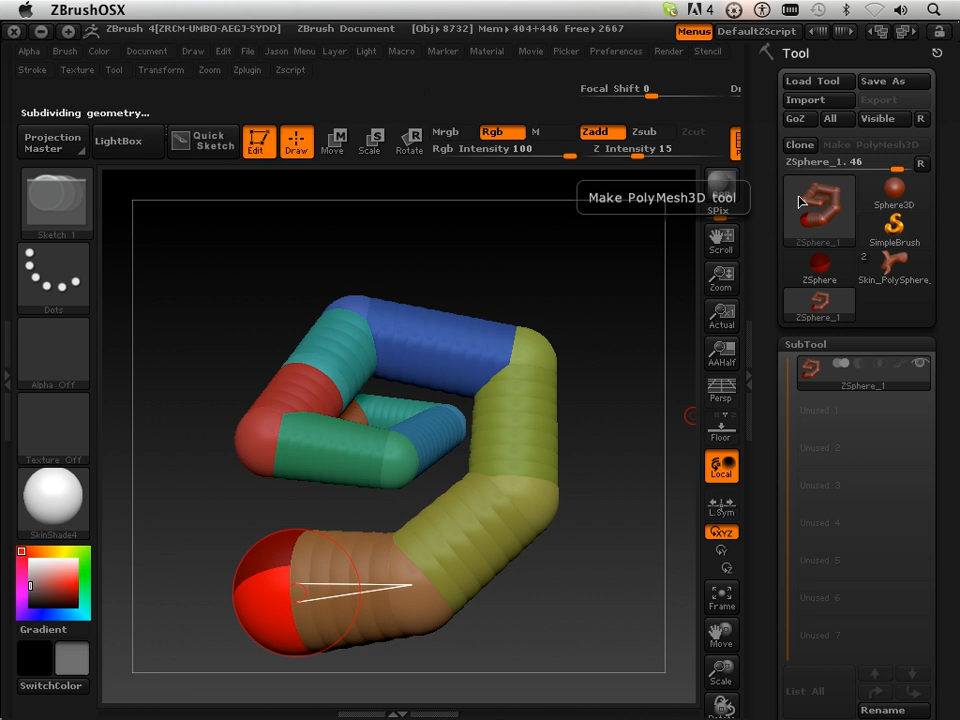 ZBrushOSX
4
ZBrush 4[ZRCM-UMBO-AEGJ-SYDD] ZBrush Document [Obj> 8732] Mem> 404+446 Free> 2667 Menus DefaultZScript
Alpha Brush Color Document Draw Edit File Jason Menu Layer Light Macro Marker Material Movie Picker Preferences Render Stencil
Stroke Texture Tool Transform Zoom Zplugin Zscript
Focal Shift 0
Subdividing geometry...
Projection Master
LightBox
Quick Sketch
Edit
Draw
Move
Scale
Rotate
Mrgb Rgb M Zadd Zsub Zcut
Rgb Intensity 100 Z Intensity 15
Sketch 1
Dots
Alpha Off
Texture Off
SkinShade4
Gradient
SwitchColor
Make PolyMesh3D tool
SPix
Scroll
Zoom
Actual
AAHalf
Persp
Floor
Local
L.Sym
XYZ
Frame
Move
Scale
Rotate
Tool
Load Tool Save As
Import Export
GoZ All Visible R
Clone Make PolyMesh3D
ZSphere_1. 46 R
ZSphere_1
Sphere3D
SimpleBrush
ZSphere
2
Skin_PolySphere_
ZSphere_1
SubTool
ZSphere_1
Unused 1
Unused 2
Unused 3
Unused 4
Unused 5
Unused 6
Unused 7
List All
Rename